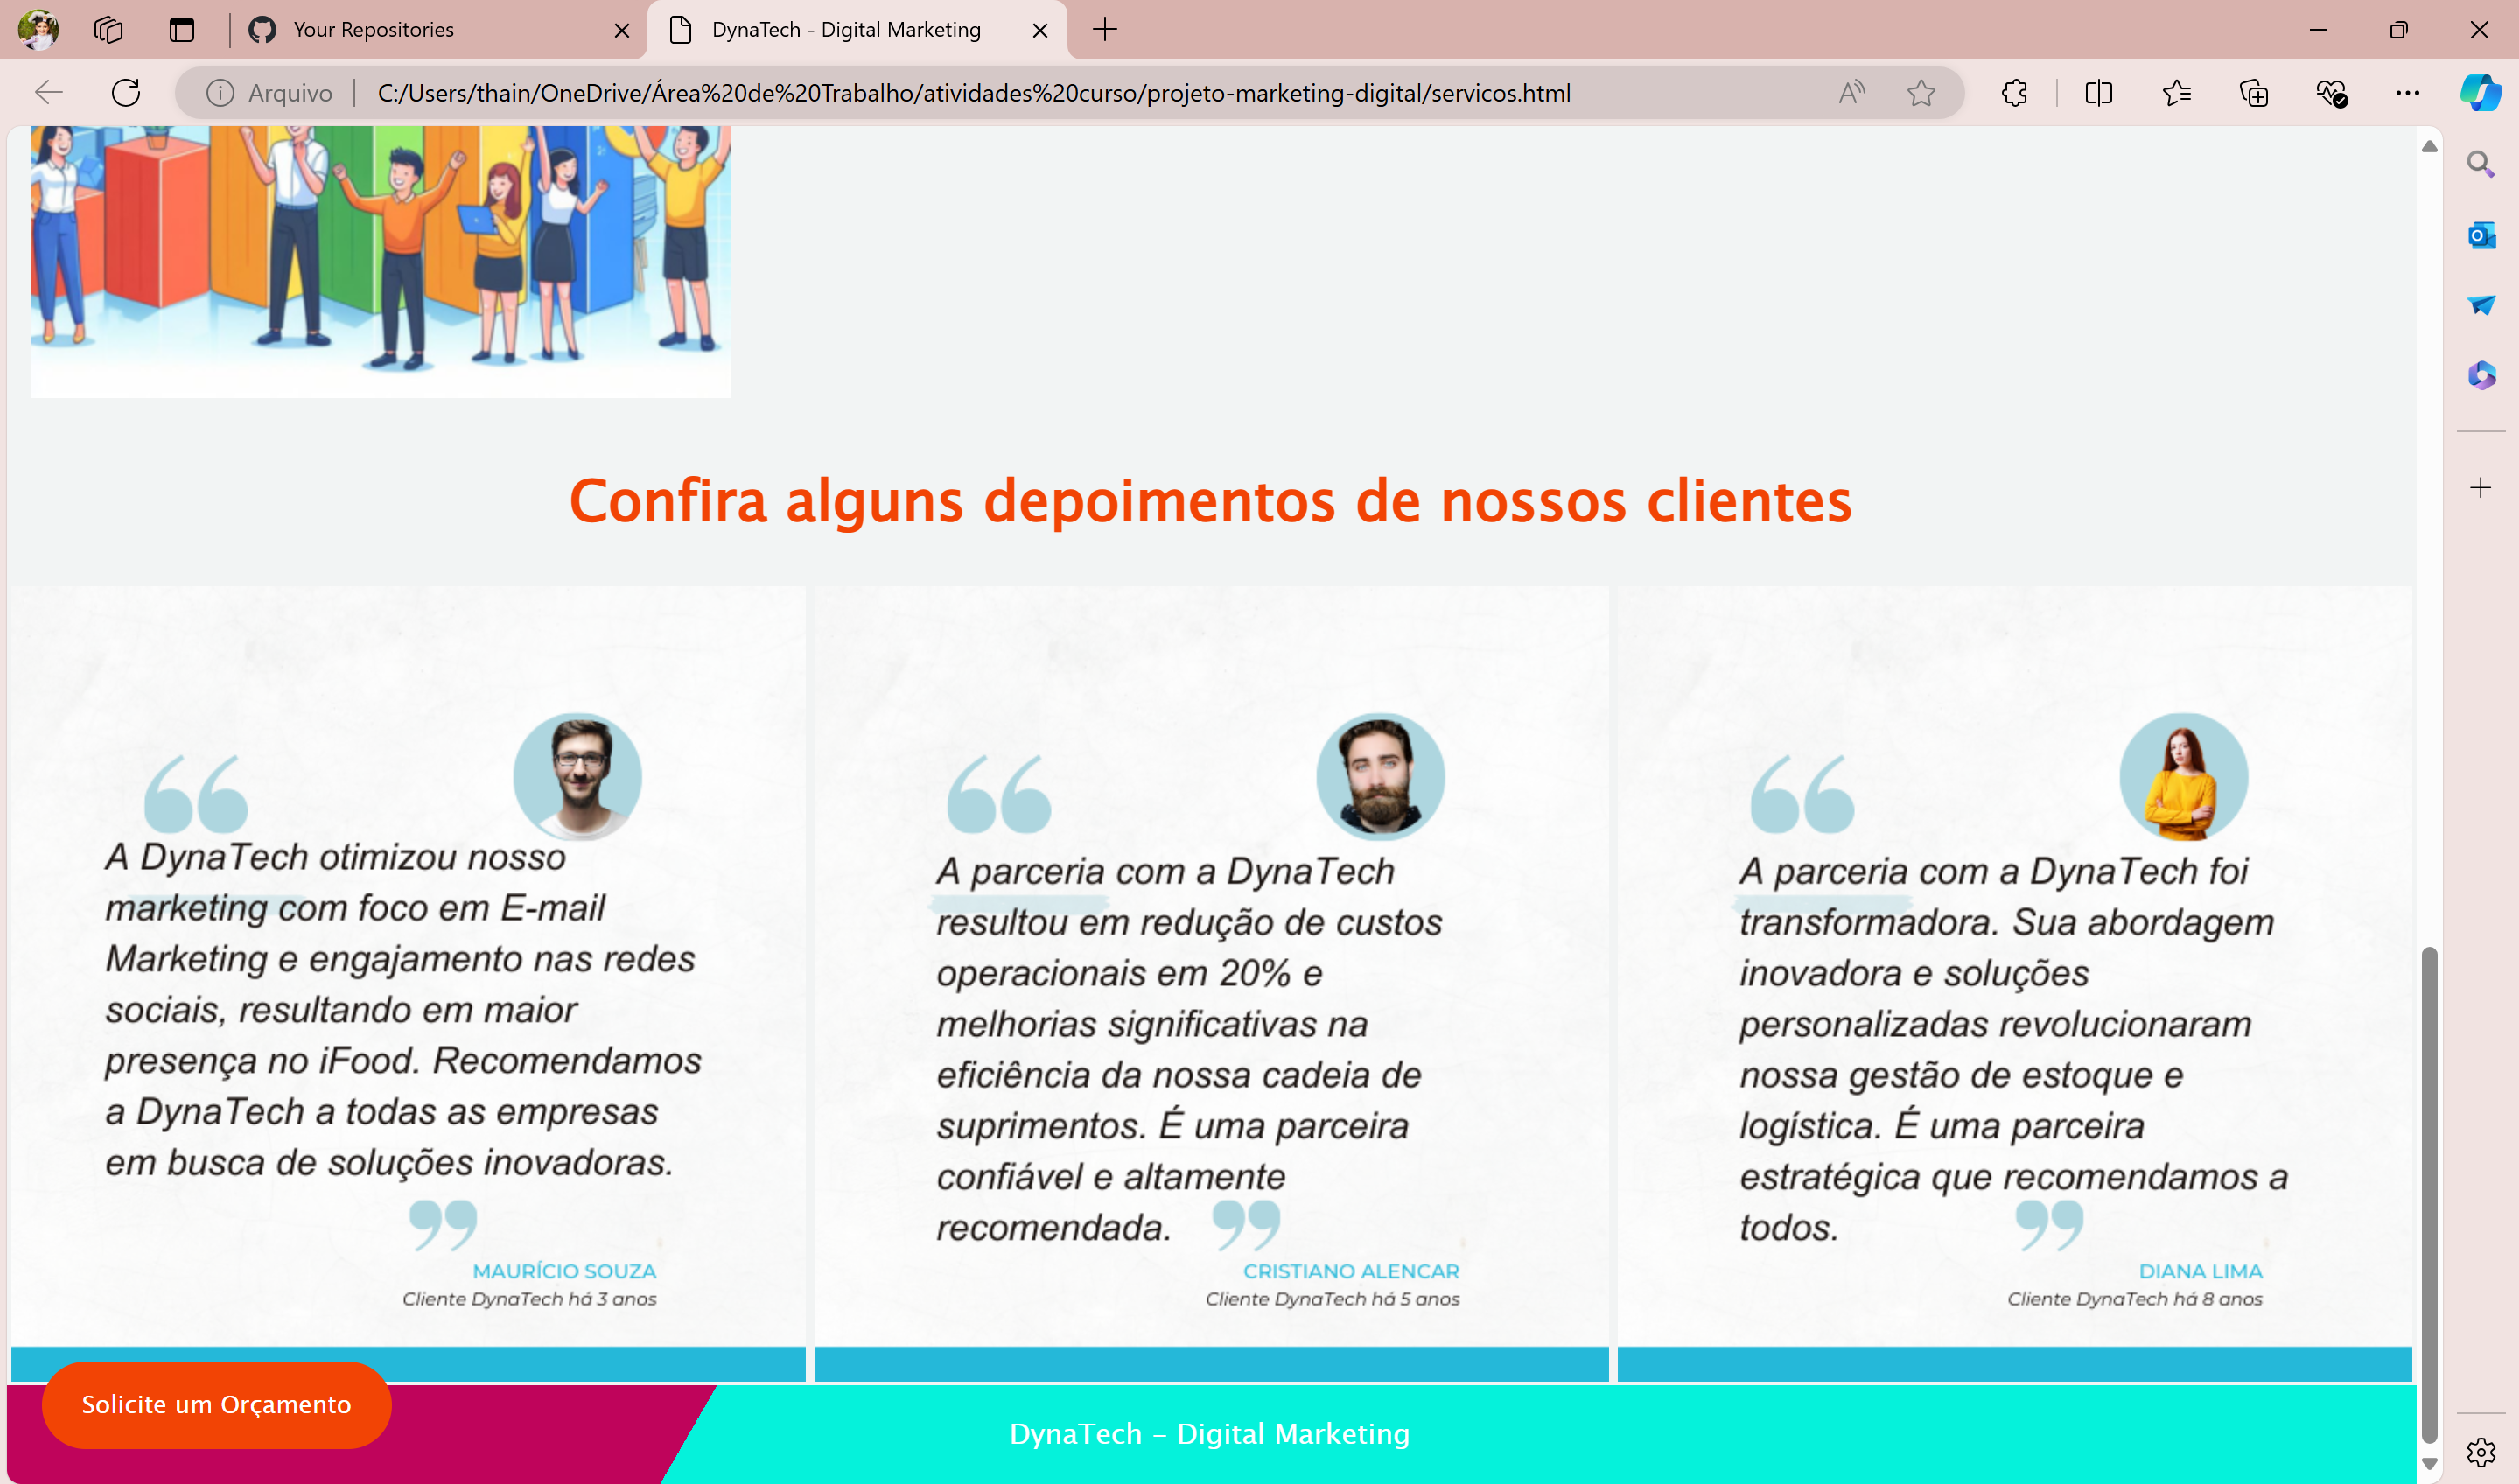 Your Repositories
DynaTech - Digital Marketing
Arquivo
C:/Users/thain/OneDrive/Área%20de%20Trabalho/atividades%20curso/projeto-marketing-digital/servicos.html
Confira alguns depoimentos de nossos clientes
A DynaTech otimizou nosso
marketing com foco em E-mail
Marketing e engajamento nas redes
sociais, resultando em maior
presença no iFood. Recomendamos
a DynaTech a todas as empresas
em busca de soluções inovadoras.
MAURÍCIO SOUZA
Cliente DynaTech há 3 anos
A parceria com a DynaTech
resultou em redução de custos
operacionais em 20% e
melhorias significativas na
eficiência da nossa cadeia de
suprimentos. É uma parceira
confiável e altamente
recomendada.
CRISTIANO ALENCAR
Cliente DynaTech há 5 anos
A parceria com a DynaTech foi
transformadora. Sua abordagem
inovadora e soluções
personalizadas revolucionaram
nossa gestão de estoque e
logística. É uma parceira
estratégica que recomendamos a
todos.
DIANA LIMA
Cliente DynaTech há 8 anos
Solicite um Orçamento
DynaTech – Digital Marketing